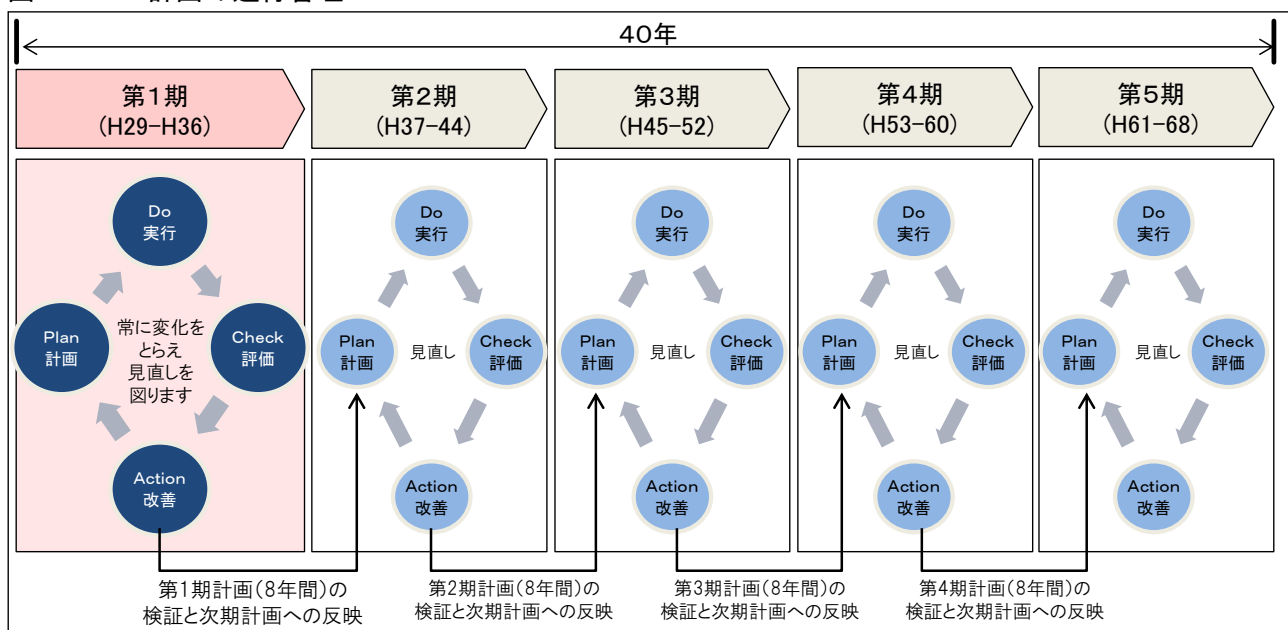 40年
第1期
(H29-H36)
第2期
(H37-44)
第3期
(H45-52)
第4期
(H53-60)
第5期
(H61-68)
Do
実行
Plan
計画
常に変化を
とらえ
見直しを
図ります
Check
評価
Action
改善
Do
実行
Plan
計画
見直し
Check
評価
Action
改善
Do
実行
Plan
計画
見直し
Check
評価
Action
改善
Do
実行
Plan
計画
見直し
Check
評価
Action
改善
Do
実行
Plan
計画
見直し
Check
評価
Action
改善
第1期計画(8年間)の
検証と次期計画への反映
第2期計画(8年間)の
検証と次期計画への反映
第3期計画(8年間)の
検証と次期計画への反映
第4期計画(8年間)の
検証と次期計画への反映